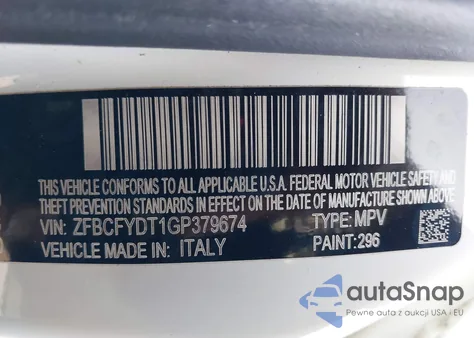 THIS VEHICLE CONFORMS TO ALL APPLICABLE U.S.A. FEDERAL MOTOR VEHICLE SAFETY AND
THEFT PREVENTION STANDARDS IN EFFECT ON THE DATE OF MANUFACTURE SHOWN ABOVE.
VIN: ZFBCFYDT1GP379674 TYPE: MPV
VEHICLE MADE IN: ITALY PAINT: 296
autoSnap
Pewne auta z aukcji USA i EU